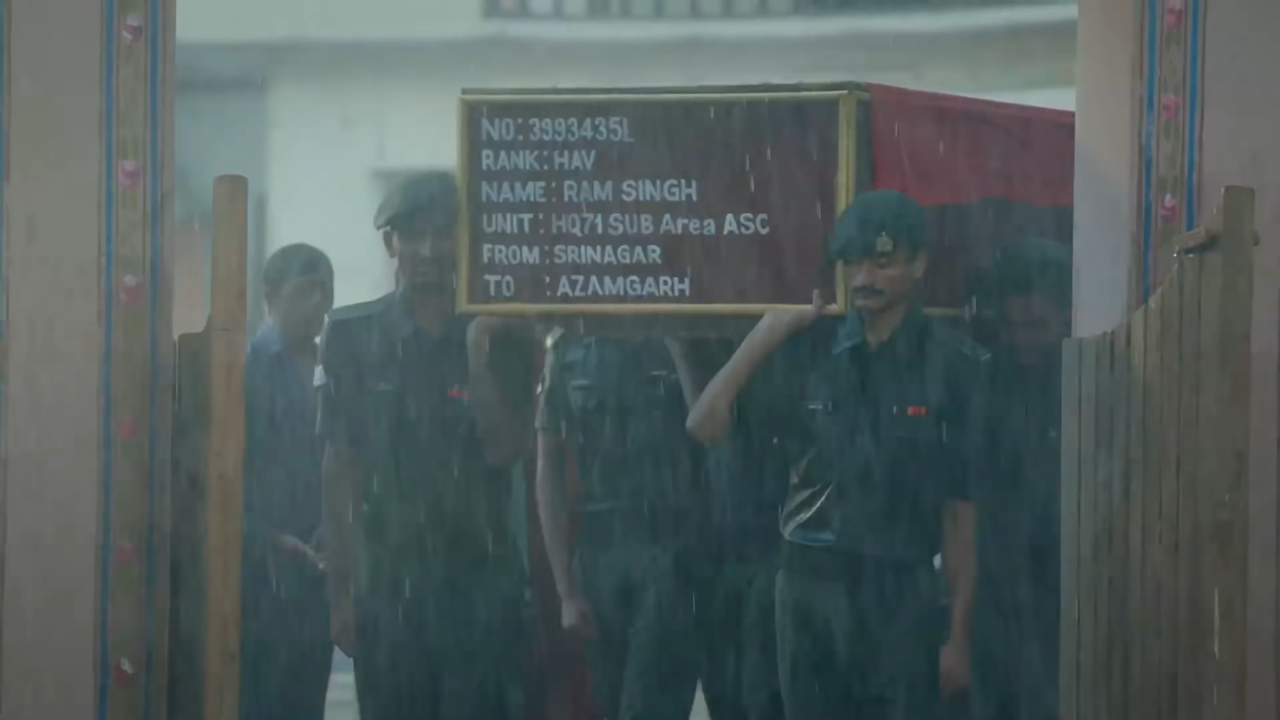 NO: 3993435L
RANK: HAV
NAME: RAM SINGH
UNIT: HQ71 SUB Area ASC
FROM: SRINAGAR
TO : AZAMGARH